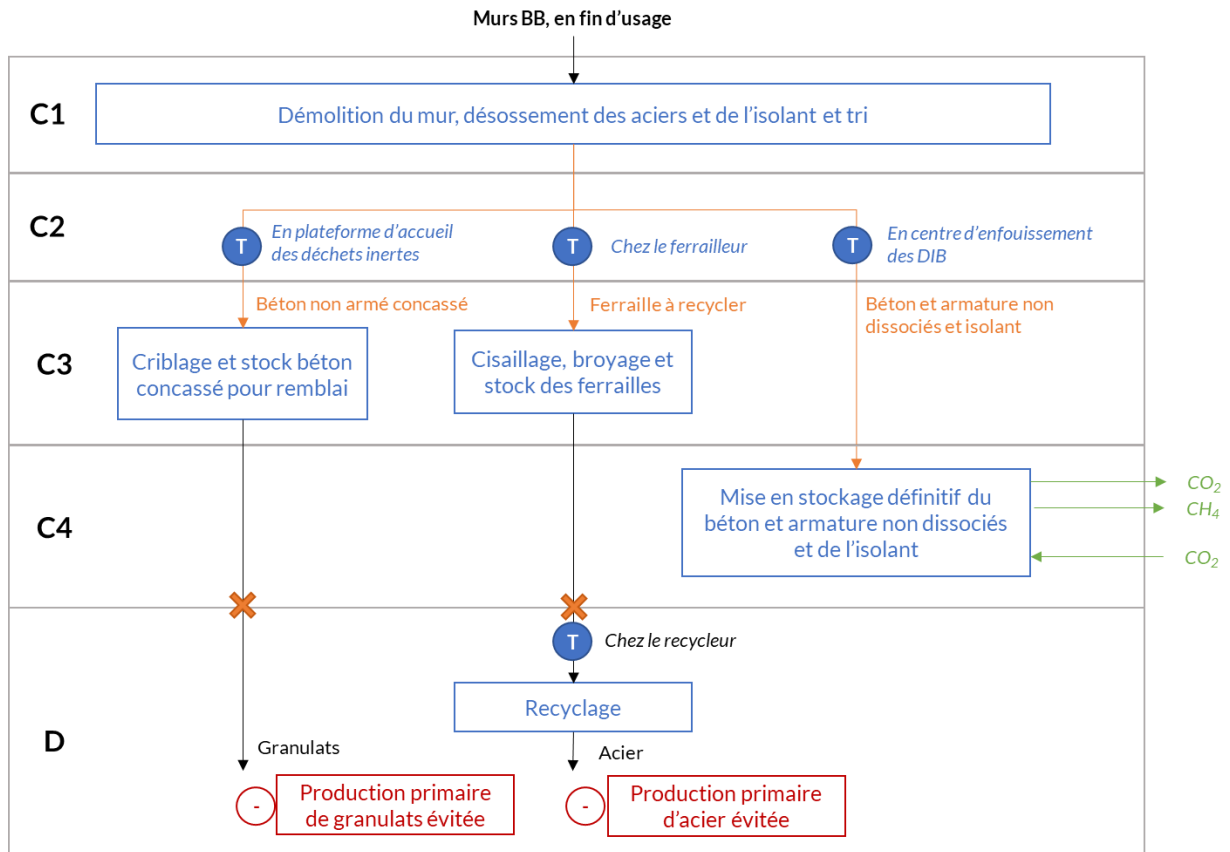 Murs BB, en fin d’usage
C1
Démolition du mur, désossement des aciers et de l’isolant et tri
C2
T
En plateforme d’accueil
des déchets inertes
T
Chez le ferrailleur
T
En centre d’enfouissement
des DIB
Béton non armé concassé
Ferraille à recycler
Béton et armature non
dissociés et isolant
C3
Criblage et stock béton
concassé pour remblai
Cisaillage, broyage et
stock des ferrailles
C4
Mise en stockage définitif du
béton et armature non dissociés
et de l’isolant
CO₂
CH₄
CO₂
T
Chez le recycleur
Recyclage
D
Granulats
Acier
-
Production primaire
de granulats évitée
-
Production primaire
d’acier évitée